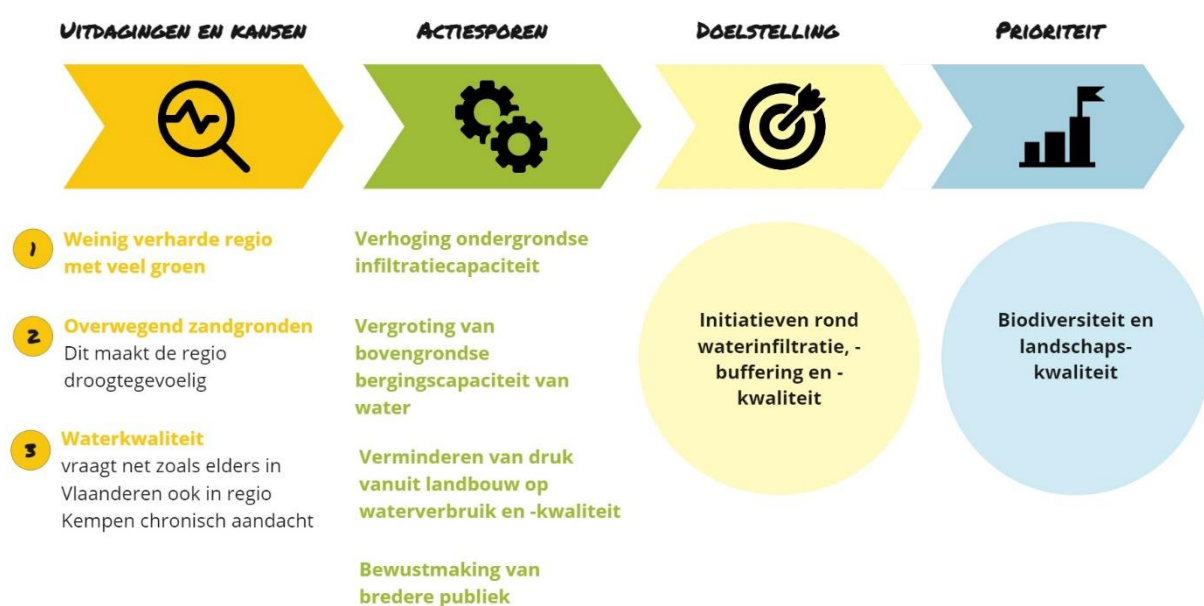 UITDAGINGEN EN KANSEN
ACTIESPOREN
DOELSTELLING
PRIORITEIT
1
Weinig verharde regio
met veel groen
2
Overwegend zandgronden
Dit maakt de regio
droogtegevoelig
3
Waterkwaliteit
vraagt net zoals elders in
Vlaanderen ook in regio
Kempen chronisch aandacht
Verhoging ondergrondse
infiltratiecapaciteit
Vergroting van
bovengrondse
bergingscapaciteit van
water
Verminderen van druk
vanuit landbouw op
waterverbruik en -kwaliteit
Bewustmaking van
bredere publiek
Initiatieven rond
waterinfiltratie, -
buffering en -
kwaliteit
Biodiversiteit en
landschaps-
kwaliteit